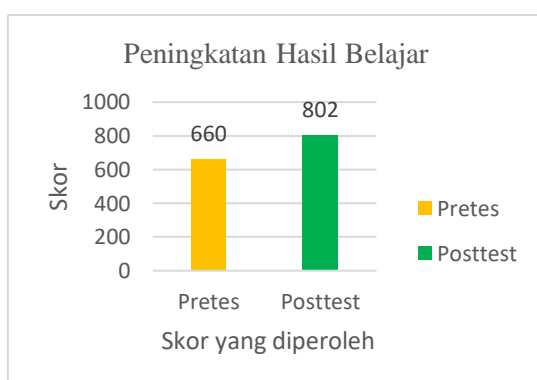 Peningkatan Hasil Belajar
1000
800
600
400
200
0
Skor
660
802
Pretes
Posttest
Skor yang diperoleh
Pretes
Posttest